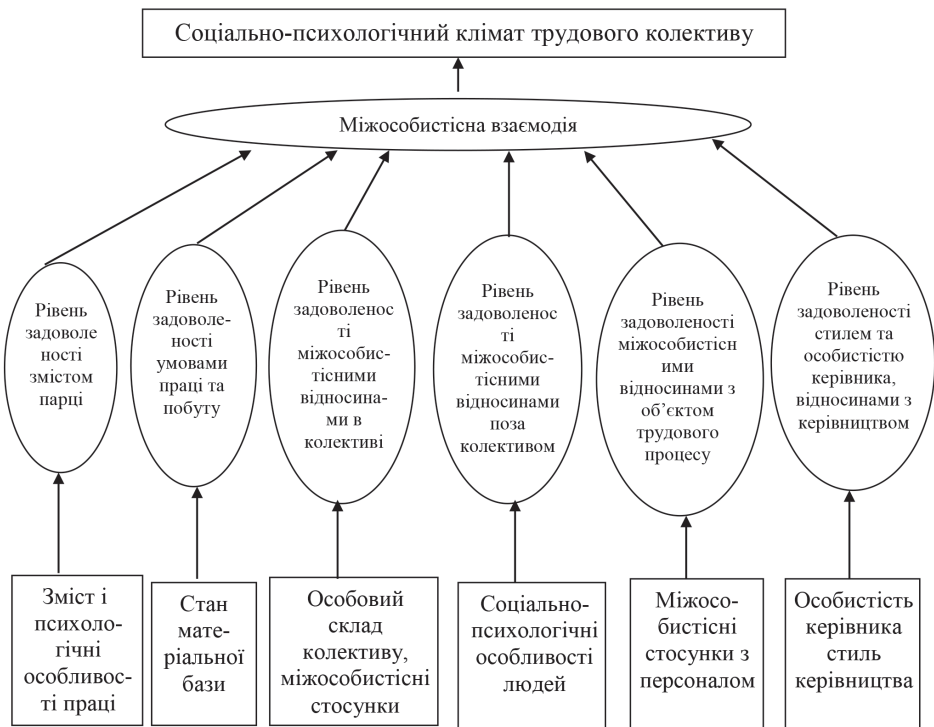 Соціально-психологічний клімат трудового колективу
Міжособистісна взаємодія
Рівень
задоволе
ності
змістом
парці
Рівень
задоволе-
ності
умовами
праці та
побуту
Рівень
задоволенос
ті
міжособис-
тісними
відносина-
ми в
колективі
Рівень
задоволенос
ті
міжособис-
тісними
відносинами
поза
колективом
Рівень
задоволеності
міжособистісн
ими
відносинами з
об’єктом
трудового
процесу
Рівень
задоволеності
стилем та
особистістю
керівника,
відносинами з
керівництвом
Зміст і
психоло-
гічні
особливос-
ті праці
Стан
мате-
ріальної
бази
Особовий
склад
колективу,
міжособистісні
стосунки
Соціально-
психологічні
особливості
людей
Міжосо-
бистісні
стосунки з
персоналом
Особистість
керівника
стиль
керівництва